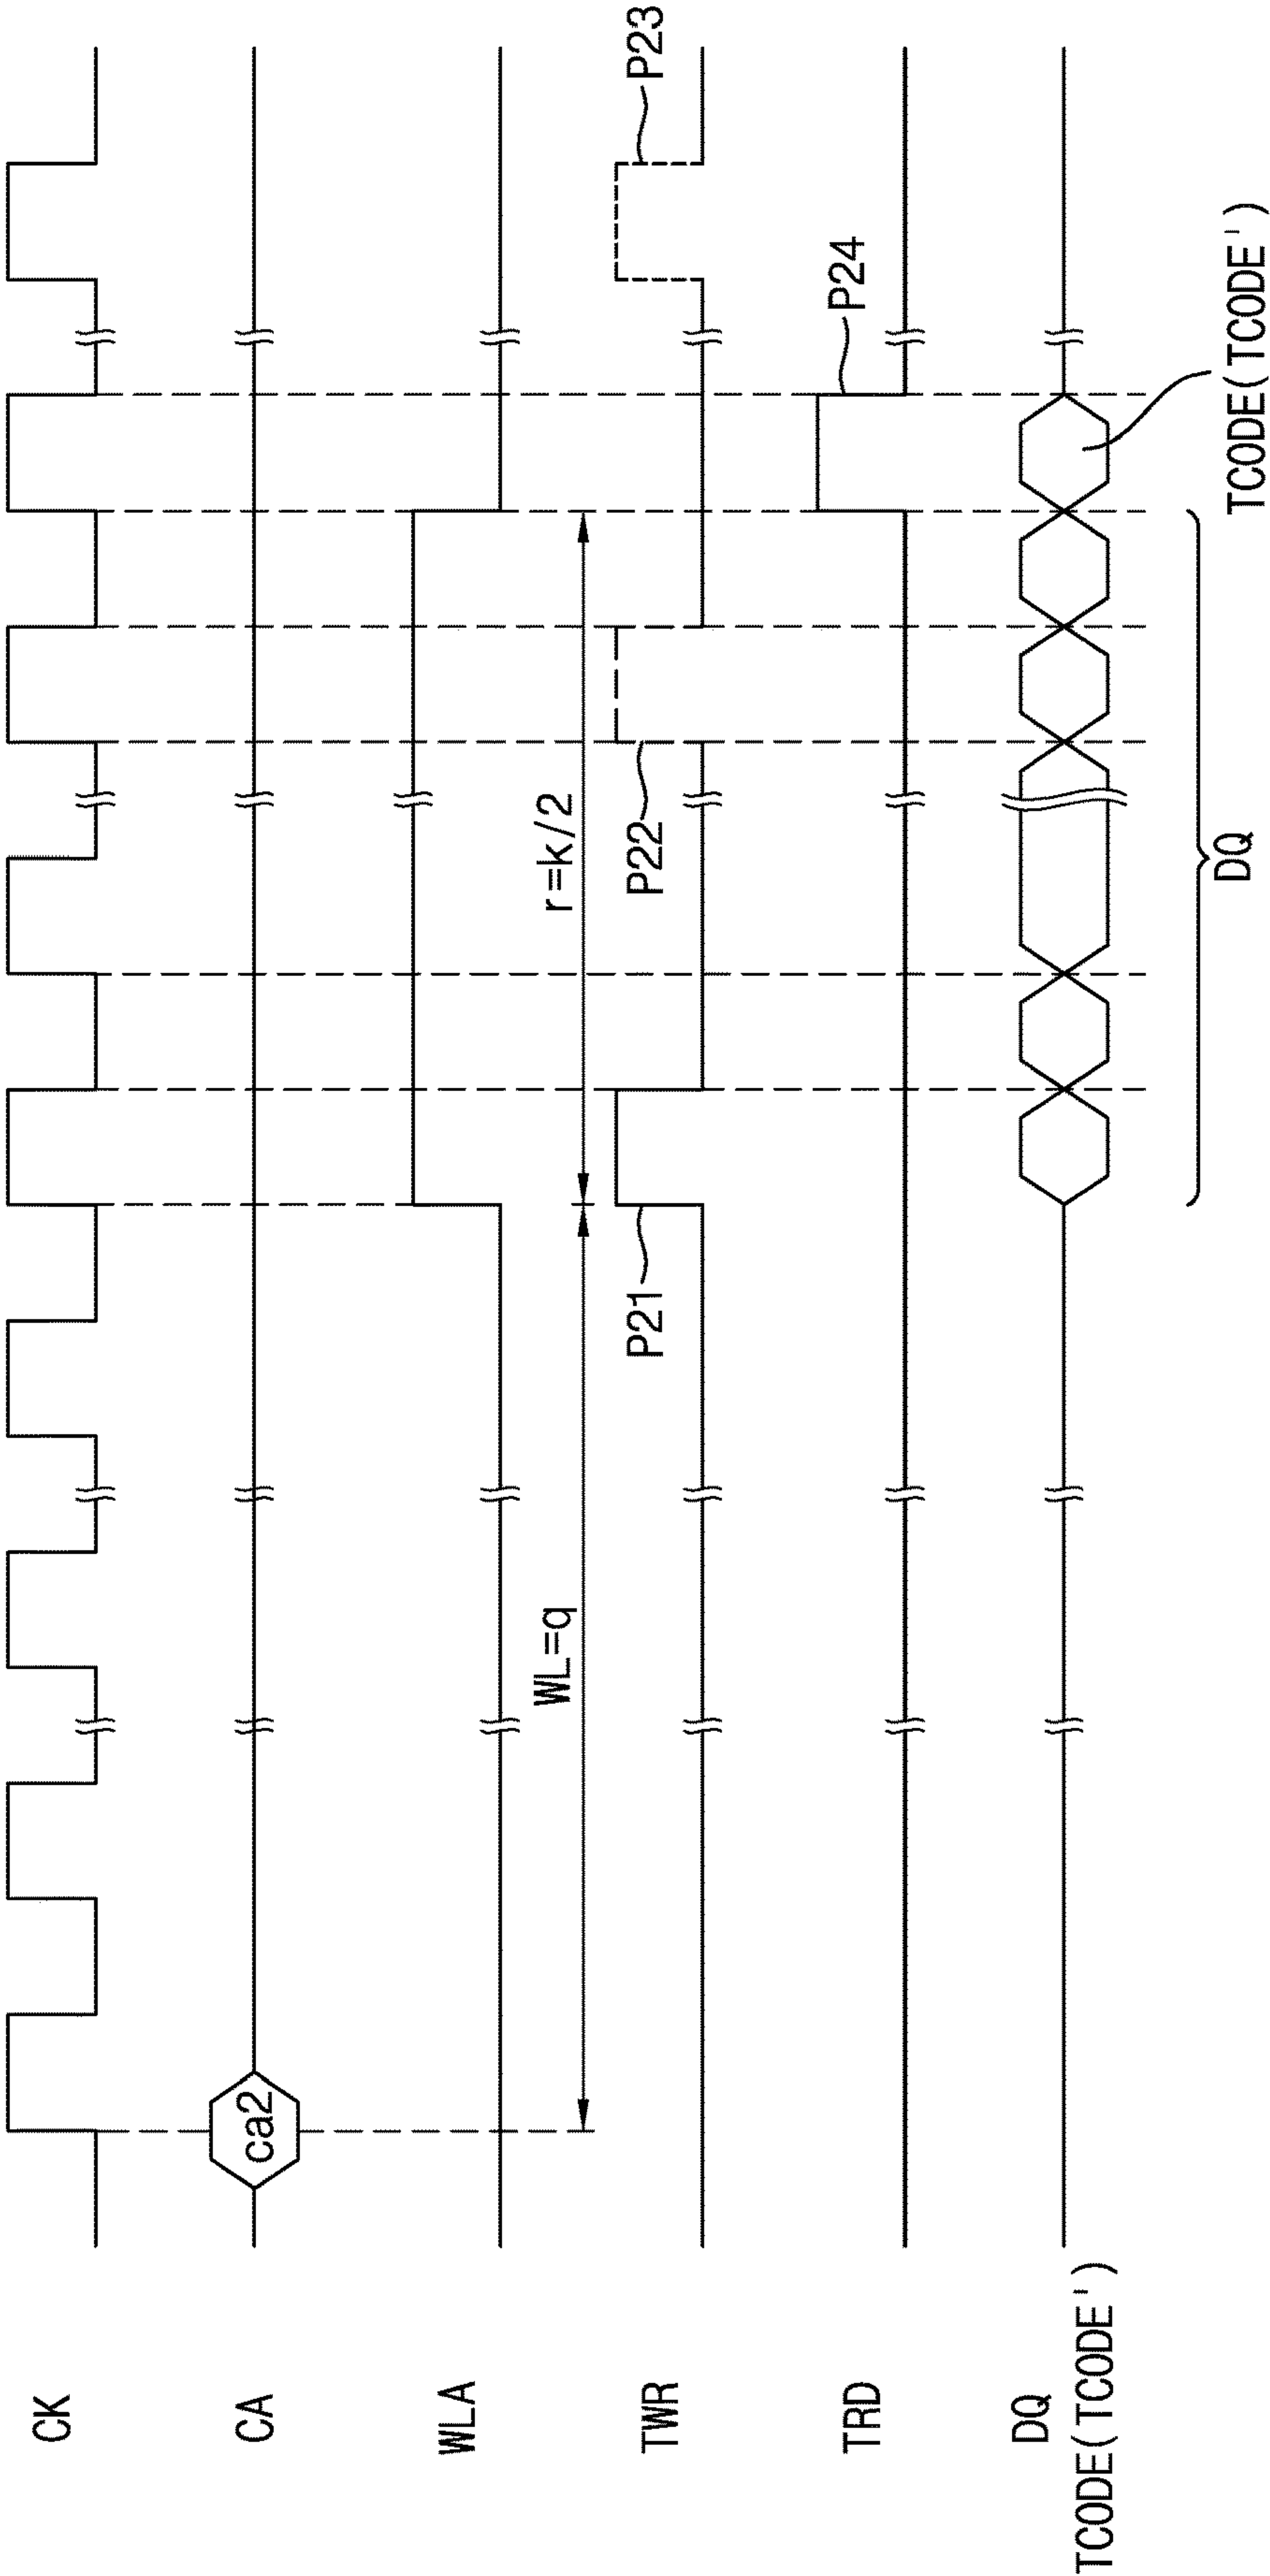 CK
CA
ca2
WLA
WL=q
r=k/2
TWR
P21
P22
P23
TRD
P24
DQ
TCODE(TCODE')
DQ
TCODE(TCODE')